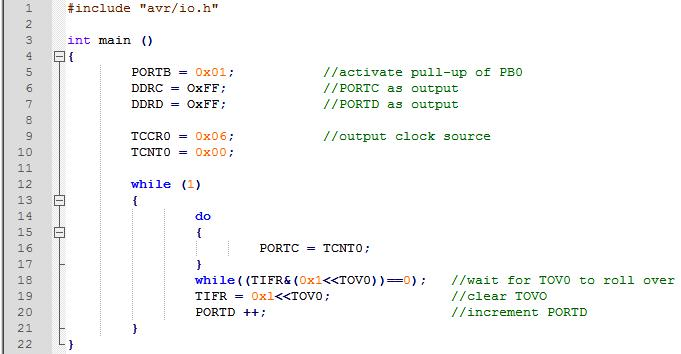 1 #include "avr/io.h"
2
3 int main ()
4 {
5 PORTB = 0x01; //activate pull-up of PB0
6 DDRC = OxFF; //PORTC as output
7 DDRD = OxFF; //PORTD as output
8
9 TCCR0 = 0x06; //output clock source
10 TCNT0 = 0x00;
11
12 while (1)
13 {
14 do
15 {
16 PORTC = TCNT0;
17 }
18 while((TIFR&(0x1<<TOV0))==0); //wait for TOV0 to roll over
19 TIFR = 0x1<<TOV0; //clear TOVO
20 PORTD ++; //increment PORTD
21 }
22 }